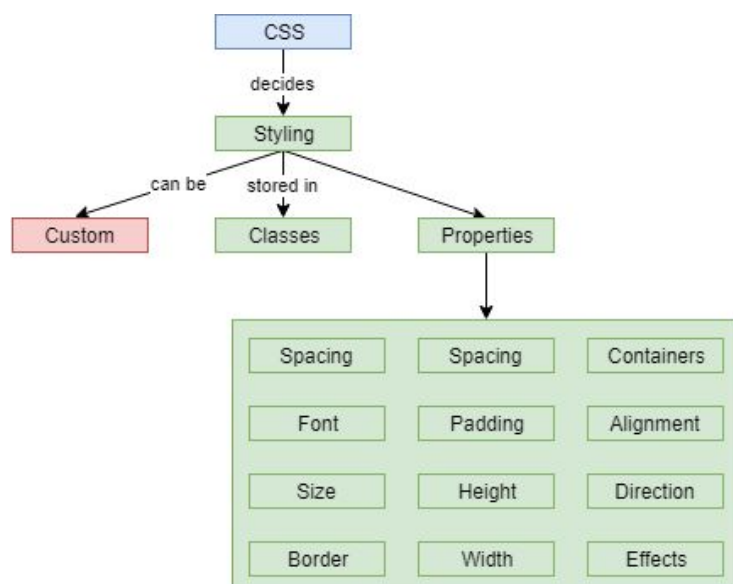 CSS
decides
Styling
can be
stored in
Custom
Classes
Properties
Spacing
Spacing
Containers
Font
Padding
Alignment
Size
Height
Direction
Border
Width
Effects